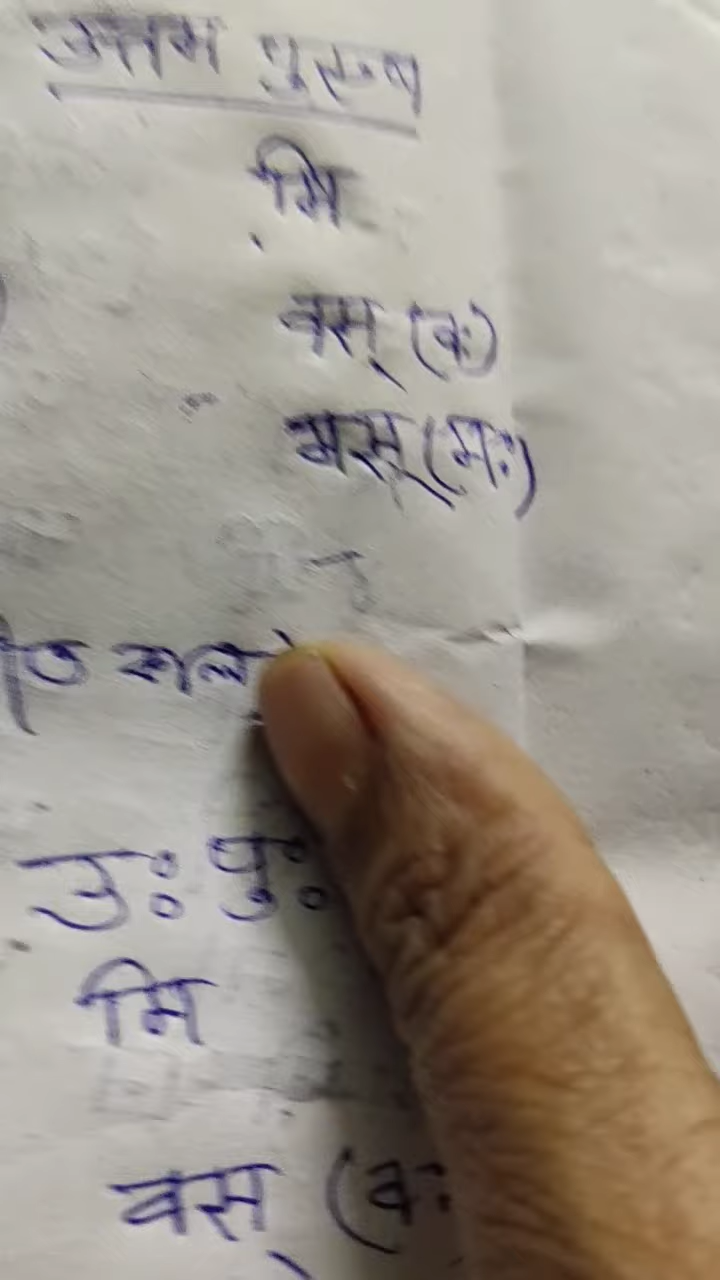 उत्तम पुरुष
मि
वस् (वः)
मस् (मः)
उः पुः
मि
वस् (वः